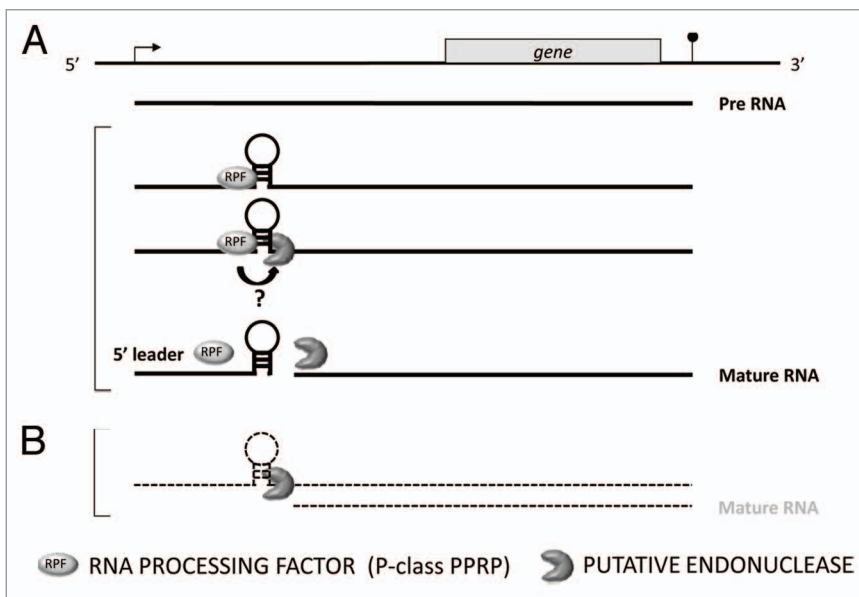 A
5’ gene 3’
Pre RNA
RPF
RPF
?
5’ leader RPF
Mature RNA
B
Mature RNA
RPF RNA PROCESSING FACTOR (P-class PPRP) PUTATIVE ENDONUCLEASE